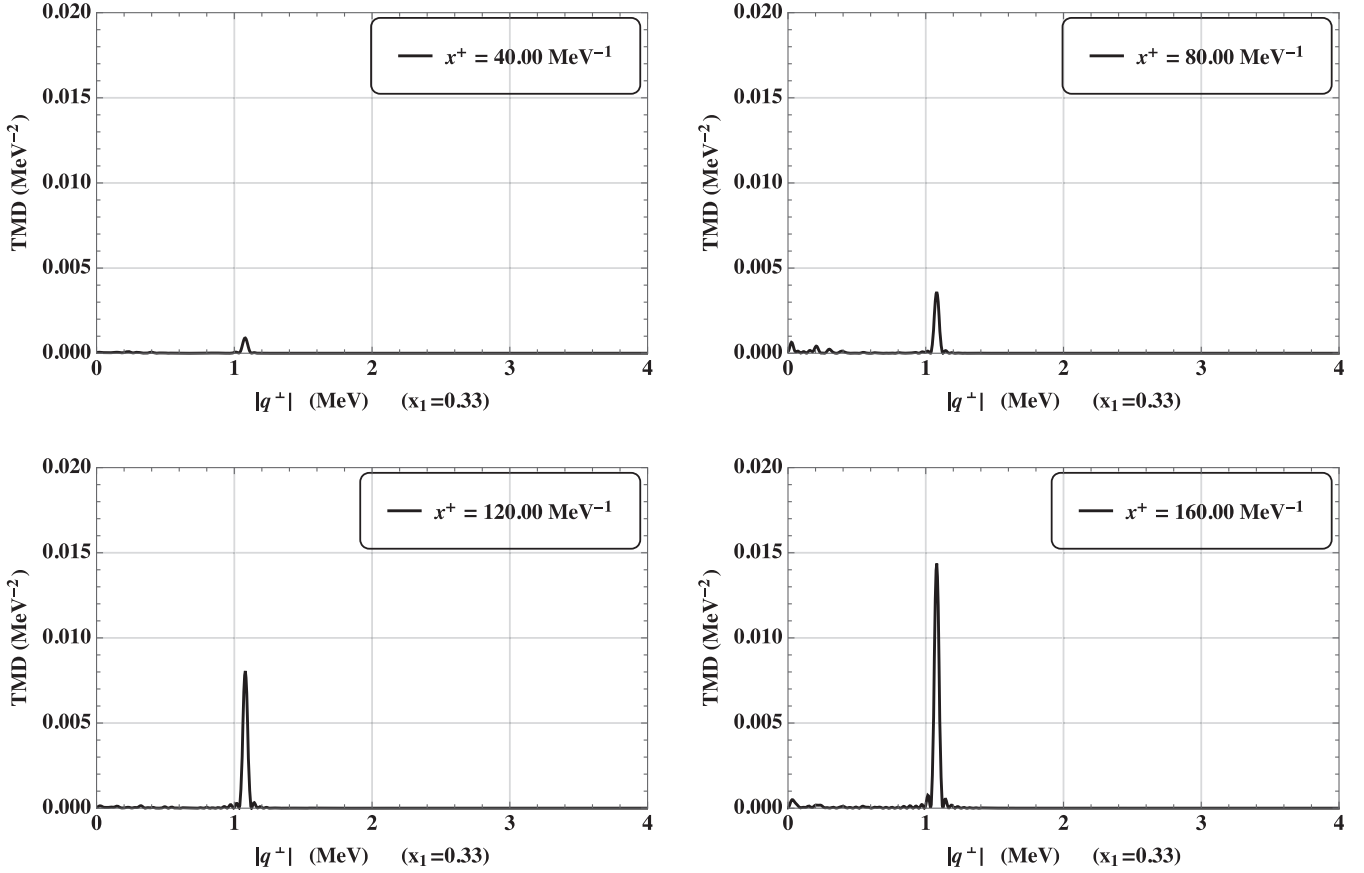 0.020
0.015
0.010
0.005
0.000
TMD (MeV⁻²)
x⁺ = 40.00 MeV⁻¹
0 1 2 3 4
|q^⊥| (MeV) (x₁=0.33)
0.020
0.015
0.010
0.005
0.000
TMD (MeV⁻²)
x⁺ = 80.00 MeV⁻¹
0 1 2 3 4
|q^⊥| (MeV) (x₁=0.33)
0.020
0.015
0.010
0.005
0.000
TMD (MeV⁻²)
x⁺ = 120.00 MeV⁻¹
0 1 2 3 4
|q^⊥| (MeV) (x₁=0.33)
0.020
0.015
0.010
0.005
0.000
TMD (MeV⁻²)
x⁺ = 160.00 MeV⁻¹
0 1 2 3 4
|q^⊥| (MeV) (x₁=0.33)